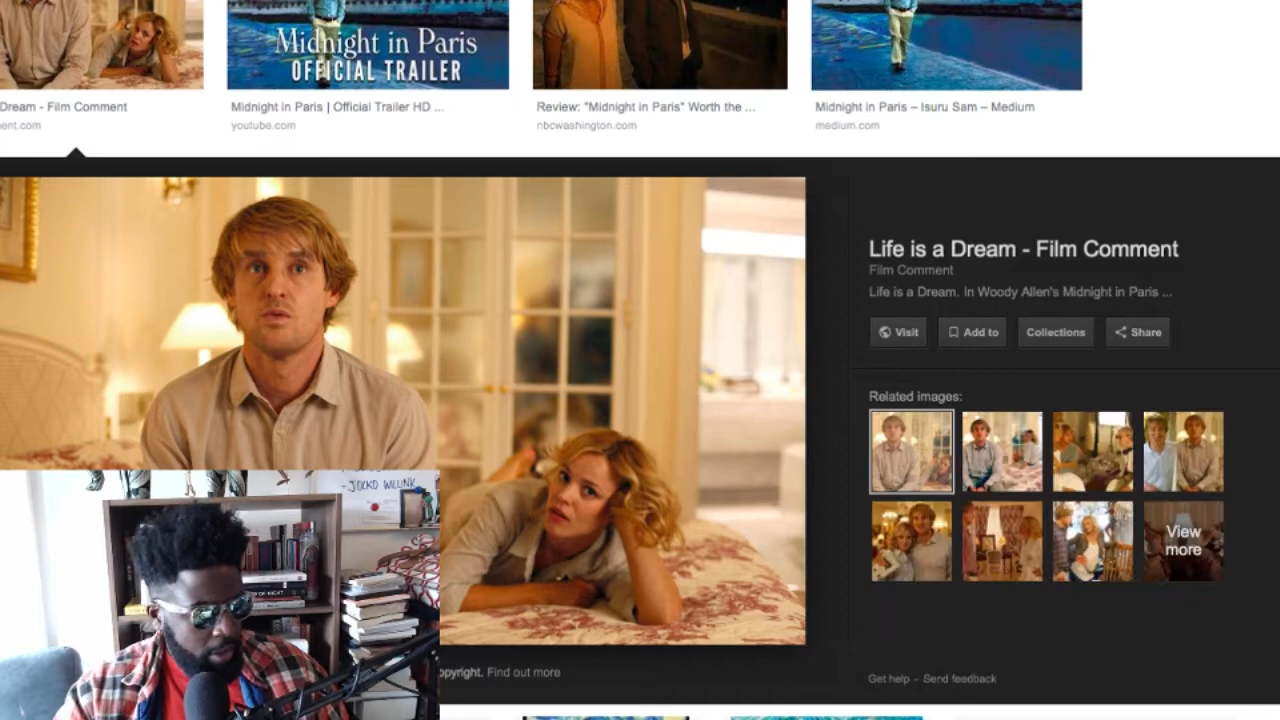 Midnight in Paris
OFFICIAL TRAILER
Dream - Film Comment
ent.com
Midnight in Paris | Official Trailer HD ...
youtube.com
Review: "Midnight in Paris" Worth the ...
nbcwashington.com
Midnight in Paris – Isuru Sam – Medium
medium.com
Life is a Dream - Film Comment
Film Comment
Life is a Dream. In Woody Allen's Midnight in Paris ...
Visit
Add to
Collections
Share
Related images:
View
more
-JOCKO WILLINK
opyright. Find out more
Get help - Send feedback